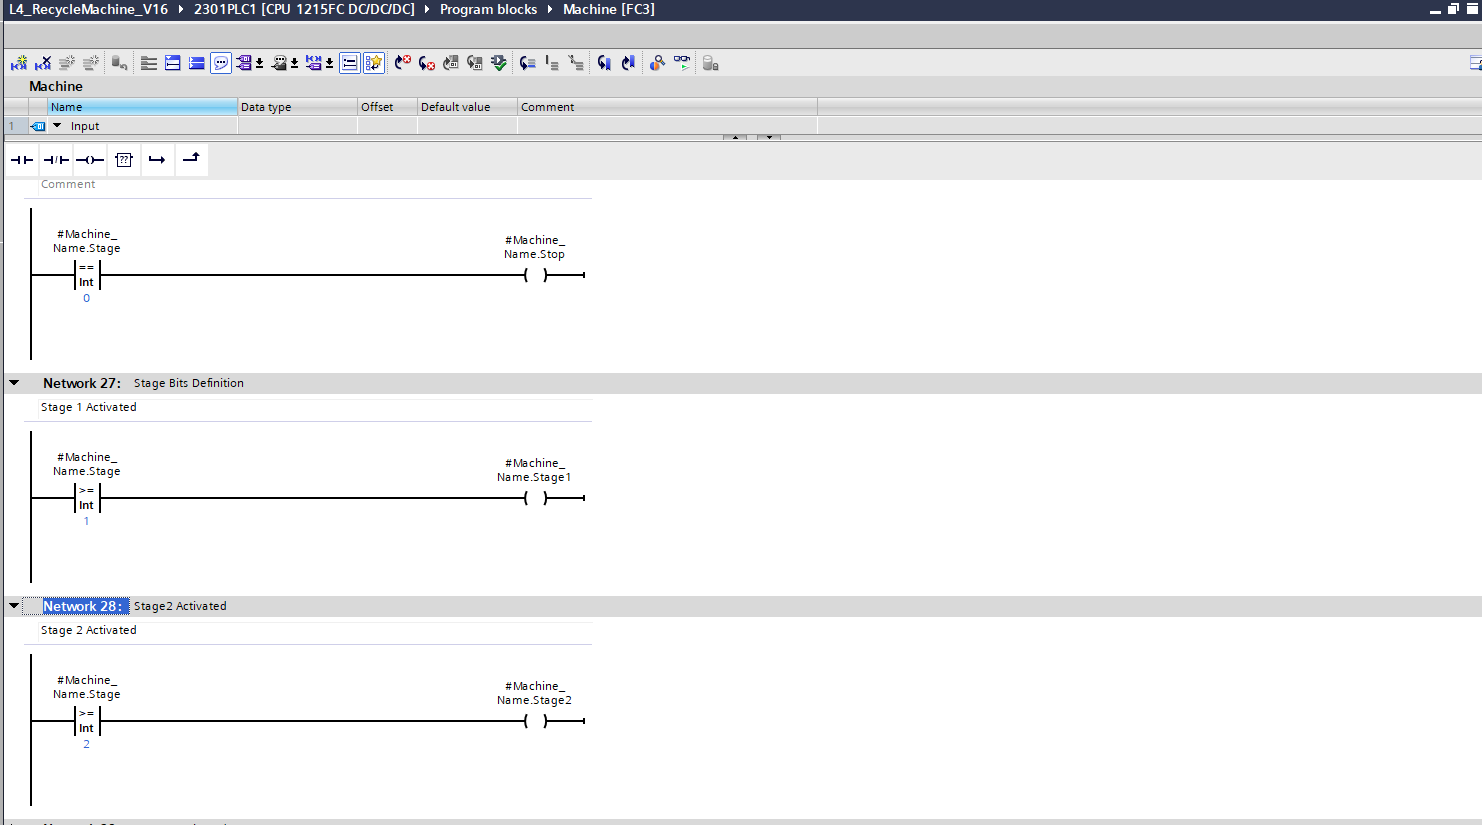 L4_RecycleMachine_V16 ▸ 2301PLC1 [CPU 1215FC DC/DC/DC] ▸ Program blocks ▸ Machine [FC3]
Machine
Name Data type Offset Default value Comment
1 Input
??
Comment
#Machine_
Name.Stage
#Machine_
Name.Stop
==
Int
0
Network 27: Stage Bits Definition
Stage 1 Activated
#Machine_
Name.Stage
#Machine_
Name.Stage1
>=
Int
1
Network 28: Stage2 Activated
Stage 2 Activated
#Machine_
Name.Stage
#Machine_
Name.Stage2
>=
Int
2